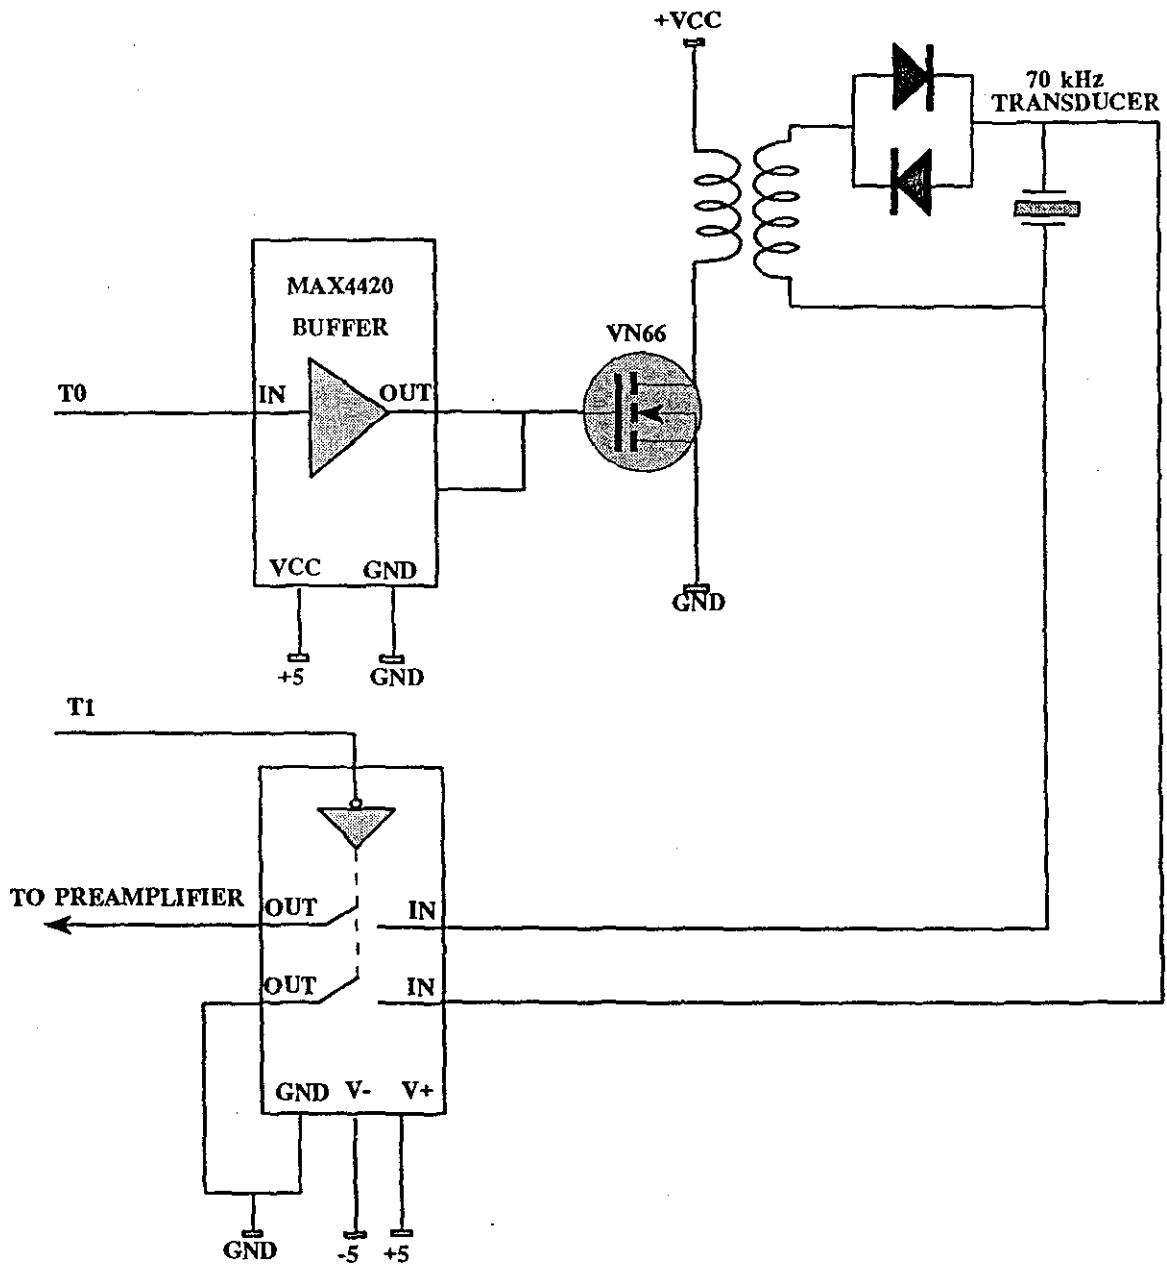 +VCC
70 kHz
TRANSDUCER
MAX4420
BUFFER
VN66
T0
IN
OUT
VCC
GND
GND
+5
GND
T1
TO PREAMPLIFIER
OUT
IN
OUT
IN
GND
V-
V+
GND
-5
+5